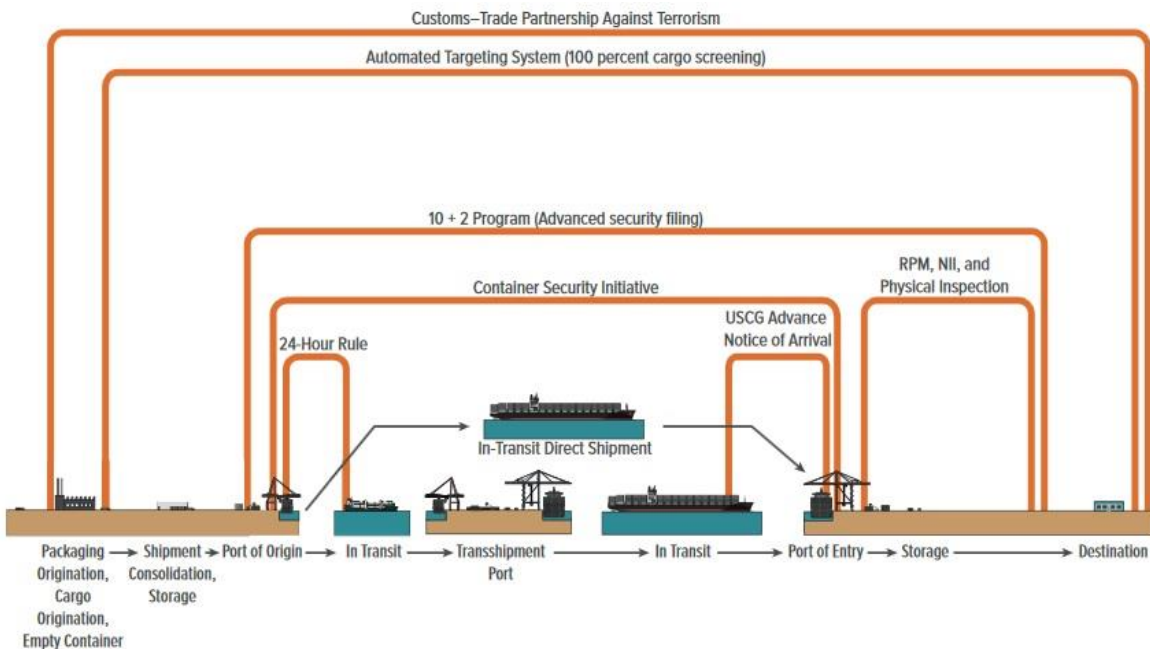 Customs–Trade Partnership Against Terrorism
Automated Targeting System (100 percent cargo screening)
10 + 2 Program (Advanced security filing)
RPM, NII, and
Physical Inspection
Container Security Initiative
USCG Advance
Notice of Arrival
24-Hour Rule
In-Transit Direct Shipment
Packaging
Origination,
Cargo
Origination,
Empty Container
Shipment
Consolidation,
Storage
Port of Origin
In Transit
Transshipment
Port
In Transit
Port of Entry
Storage
Destination